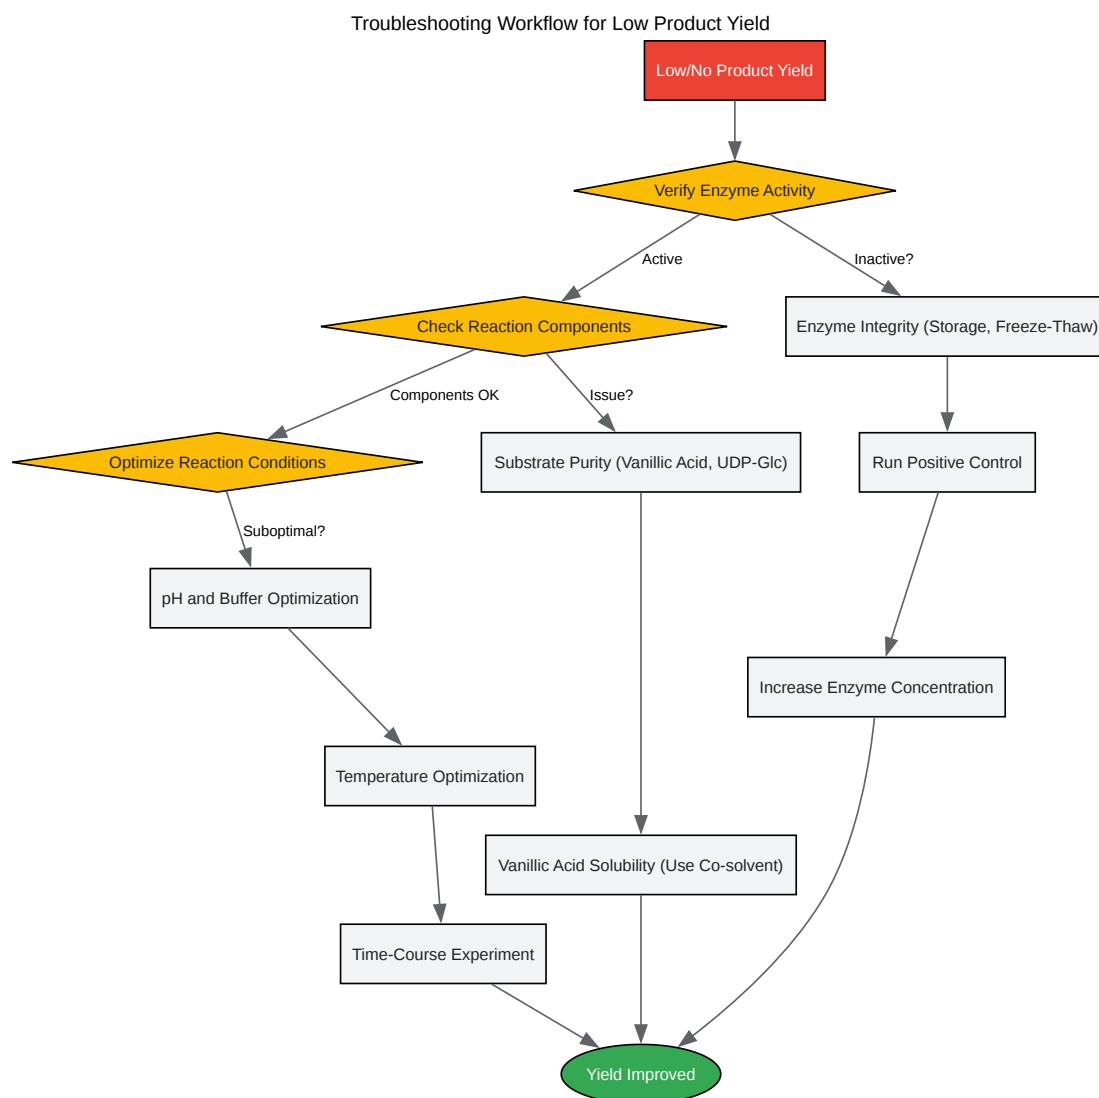 Troubleshooting Workflow for Low Product Yield
Low/No Product Yield
Verify Enzyme Activity
Active
Inactive?
Check Reaction Components
Enzyme Integrity (Storage, Freeze-Thaw)
Components OK
Issue?
Optimize Reaction Conditions
Substrate Purity (Vanillic Acid, UDP-Glc)
Run Positive Control
Suboptimal?
pH and Buffer Optimization
Increase Enzyme Concentration
Temperature Optimization
Vanillic Acid Solubility (Use Co-solvent)
Time-Course Experiment
Yield Improved